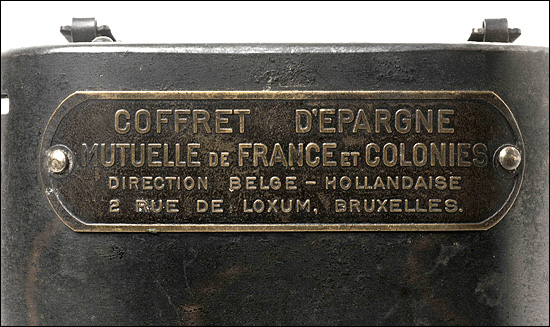 COFFRET D'EPARGNE
MUTUELLE DE FRANCE ET COLONIES
DIRECTION BELGE - HOLLANDAISE
2 RUE DE LOXUM, BRUXELLES.